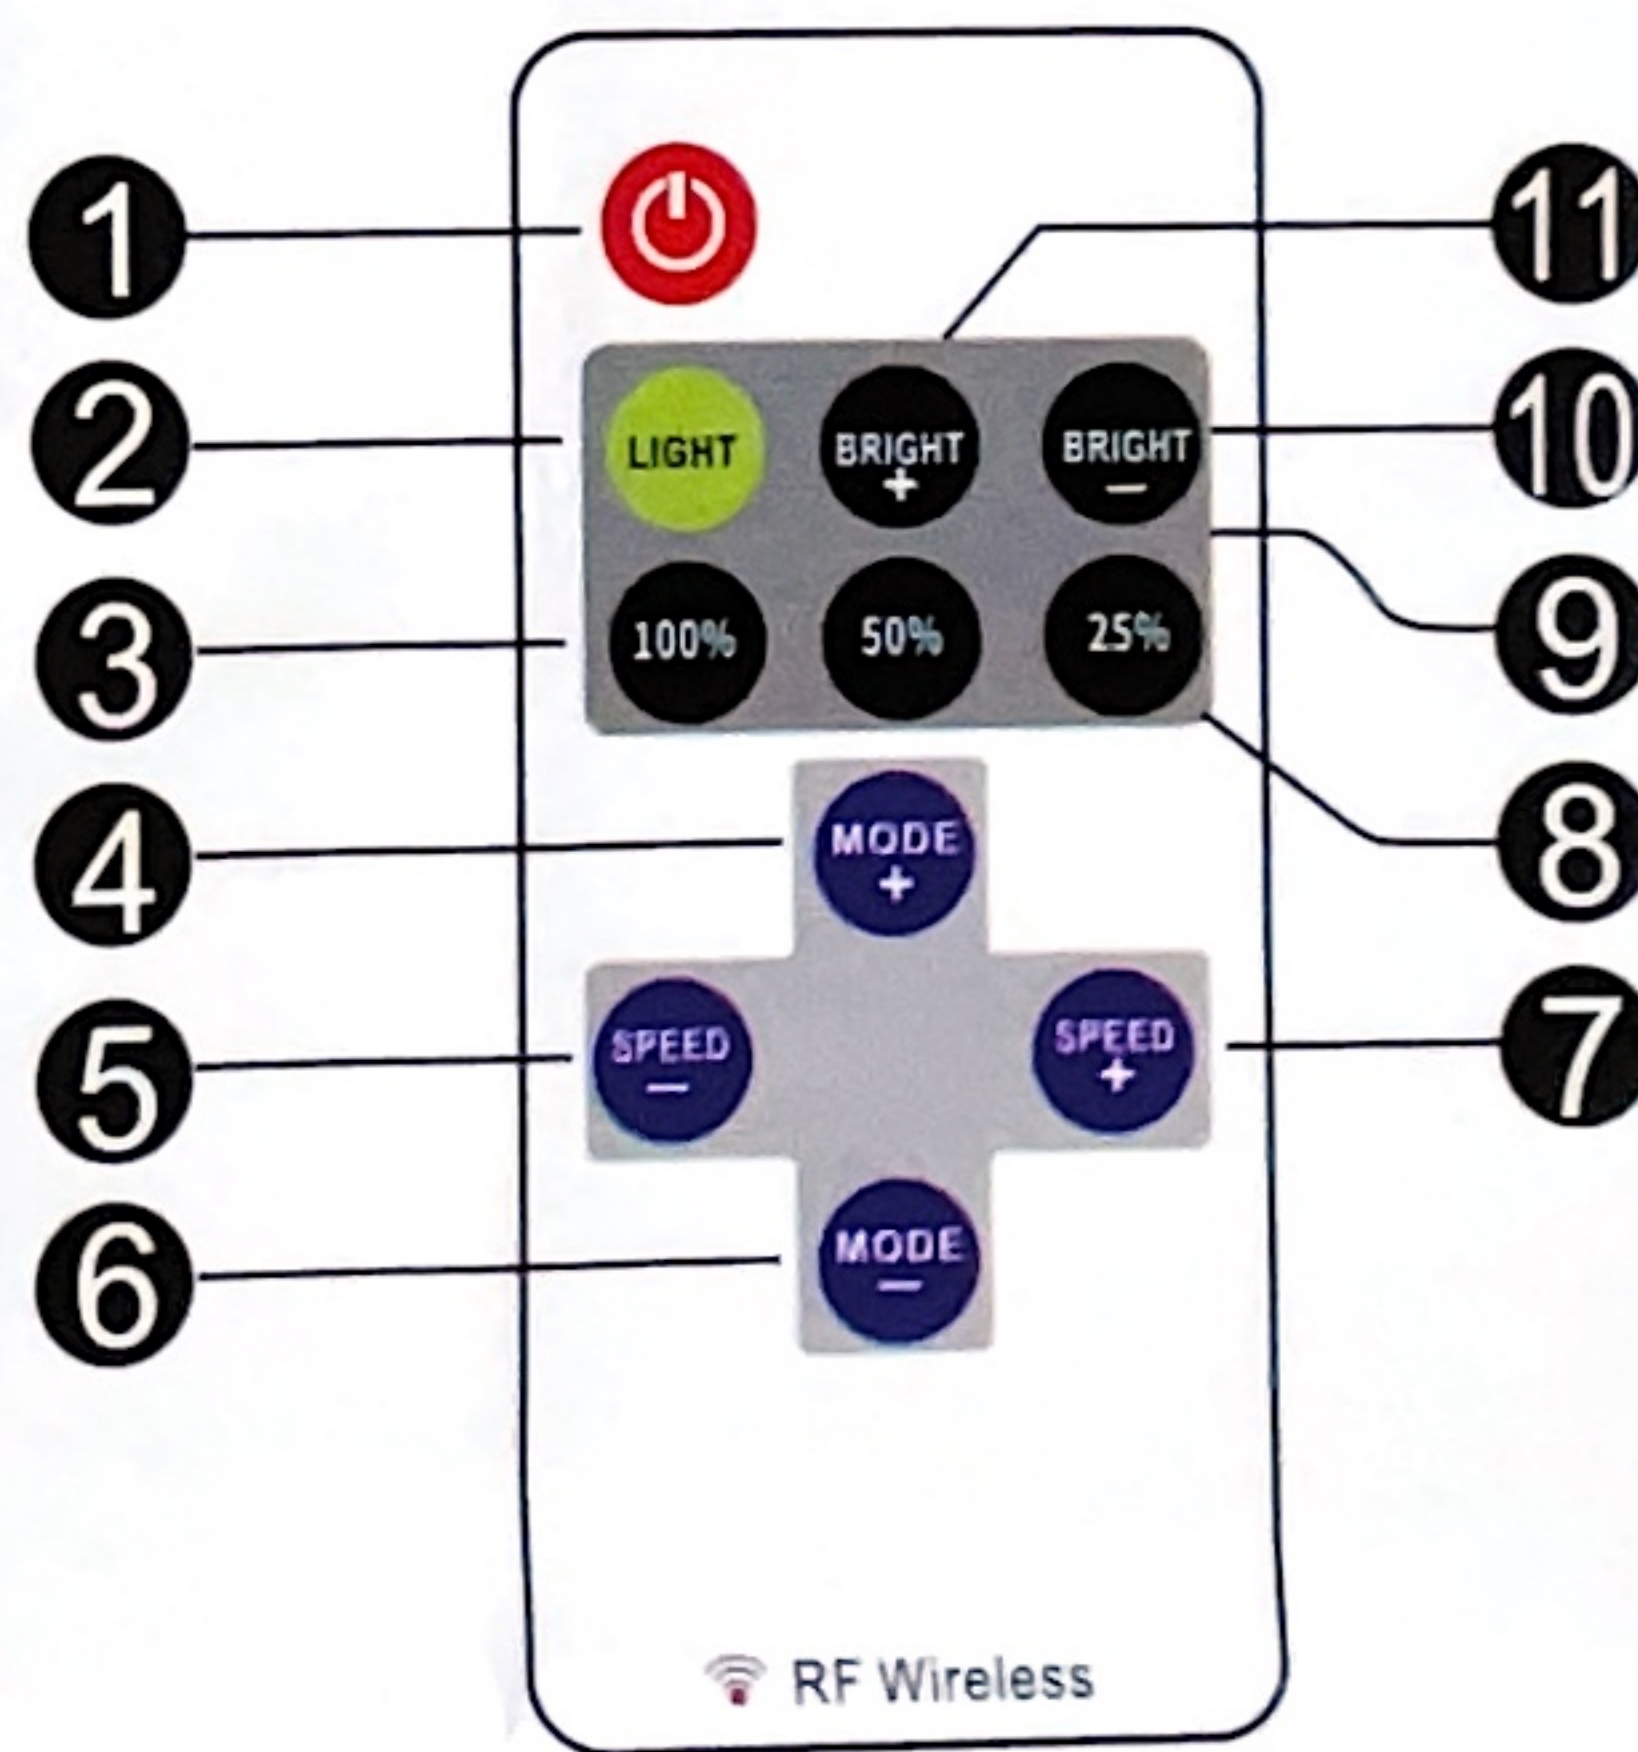 1
11
2
LIGHT
BRIGHT
+
BRIGHT
−
10
3
100%
50%
25%
9
4
MODE
+
8
5
SPEED
−
SPEED
+
7
6
MODE
−
RF Wireless